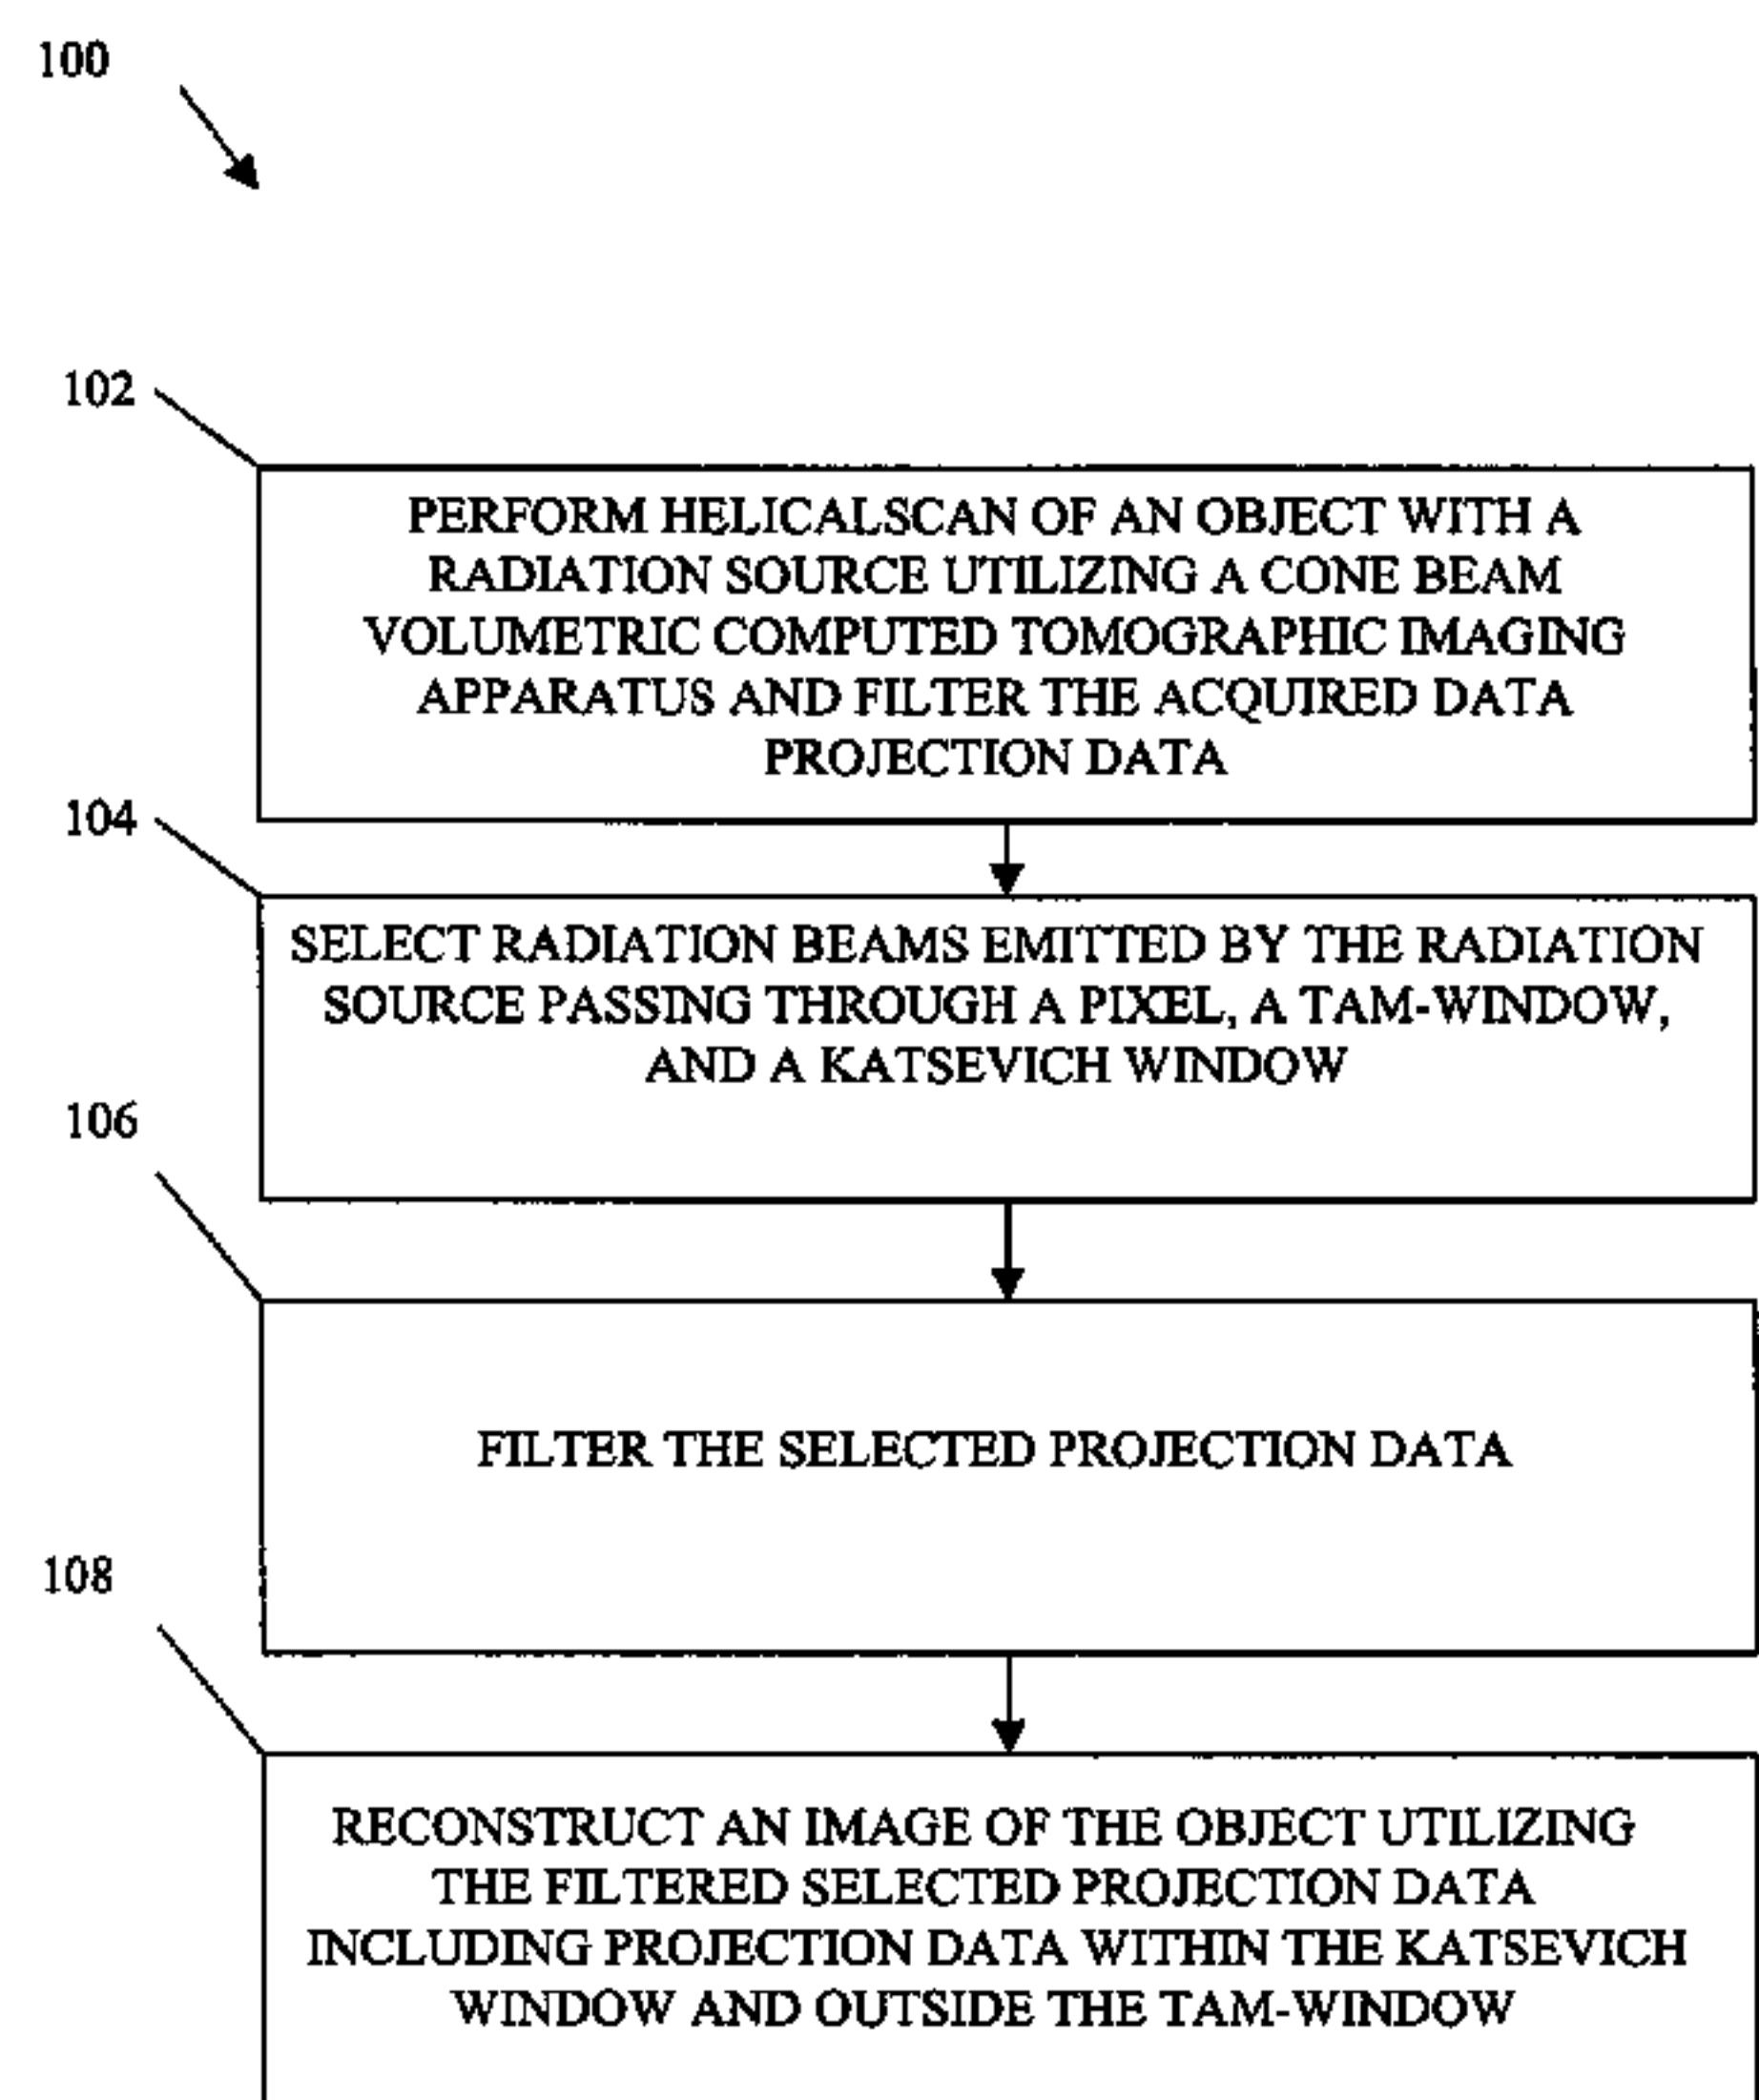 100
102
PERFORM HELICALSCAN OF AN OBJECT WITH A
RADIATION SOURCE UTILIZING A CONE BEAM
VOLUMETRIC COMPUTED TOMOGRAPHIC IMAGING
APPARATUS AND FILTER THE ACQUIRED DATA
PROJECTION DATA
104
SELECT RADIATION BEAMS EMITTED BY THE RADIATION
SOURCE PASSING THROUGH A PIXEL, A TAM-WINDOW,
AND A KATSEVICH WINDOW
106
FILTER THE SELECTED PROJECTION DATA
108
RECONSTRUCT AN IMAGE OF THE OBJECT UTILIZING
THE FILTERED SELECTED PROJECTION DATA
INCLUDING PROJECTION DATA WITHIN THE KATSEVICH
WINDOW AND OUTSIDE THE TAM-WINDOW